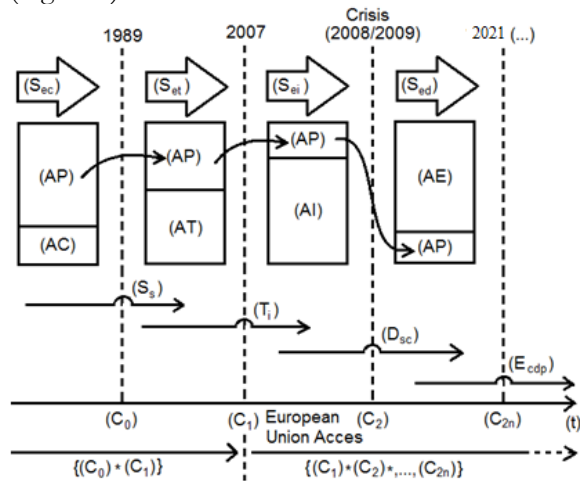 Crisis
1989 2007 (2008/2009) 2021 (...)
(Sec) (Set) (Sei) (Sed)
(AP) (AP) (AP) (AE)
(AC) (AT) (AI) (AP)
(Ss)
(Ti)
(Dsc)
(Ecdp)
(C0) (C1) European (C2) (C2n) (t)
Union Acces
{(C0)*(C1)} {(C1)*(C2)*,...,(C2n)}